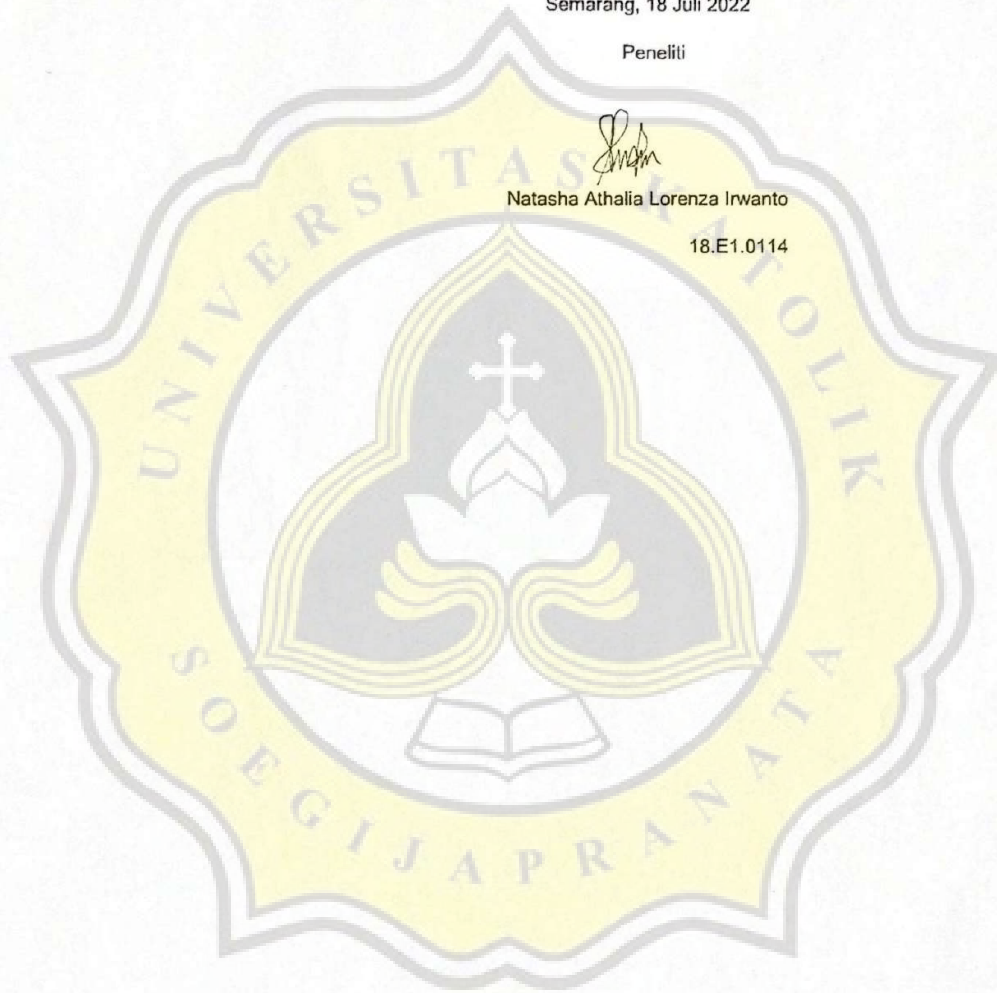 Semarang, 18 Juli 2022
Peneliti
Natasha Athalia Lorenza Irwanto
18.E1.0114
UNIVERSITAS KATOLIK
SOEGIJAPRANATA